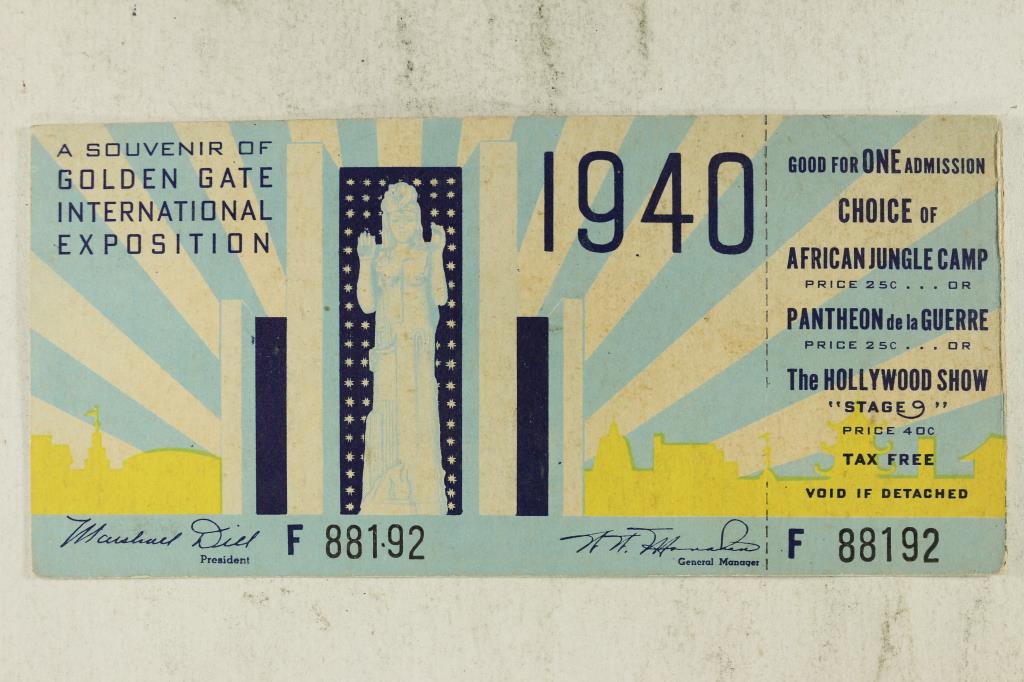 A SOUVENIR OF
GOLDEN GATE
INTERNATIONAL
EXPOSITION
1940
Marshall Dill
President
F 88192
General Manager
GOOD FOR ONE ADMISSION
CHOICE OF
AFRICAN JUNGLE CAMP
PRICE 25C ... OR
PANTHEON de la GUERRE
PRICE 25C ... OR
The HOLLYWOOD SHOW
"STAGE 9"
PRICE 40C
TAX FREE
VOID IF DETACHED
F 88192